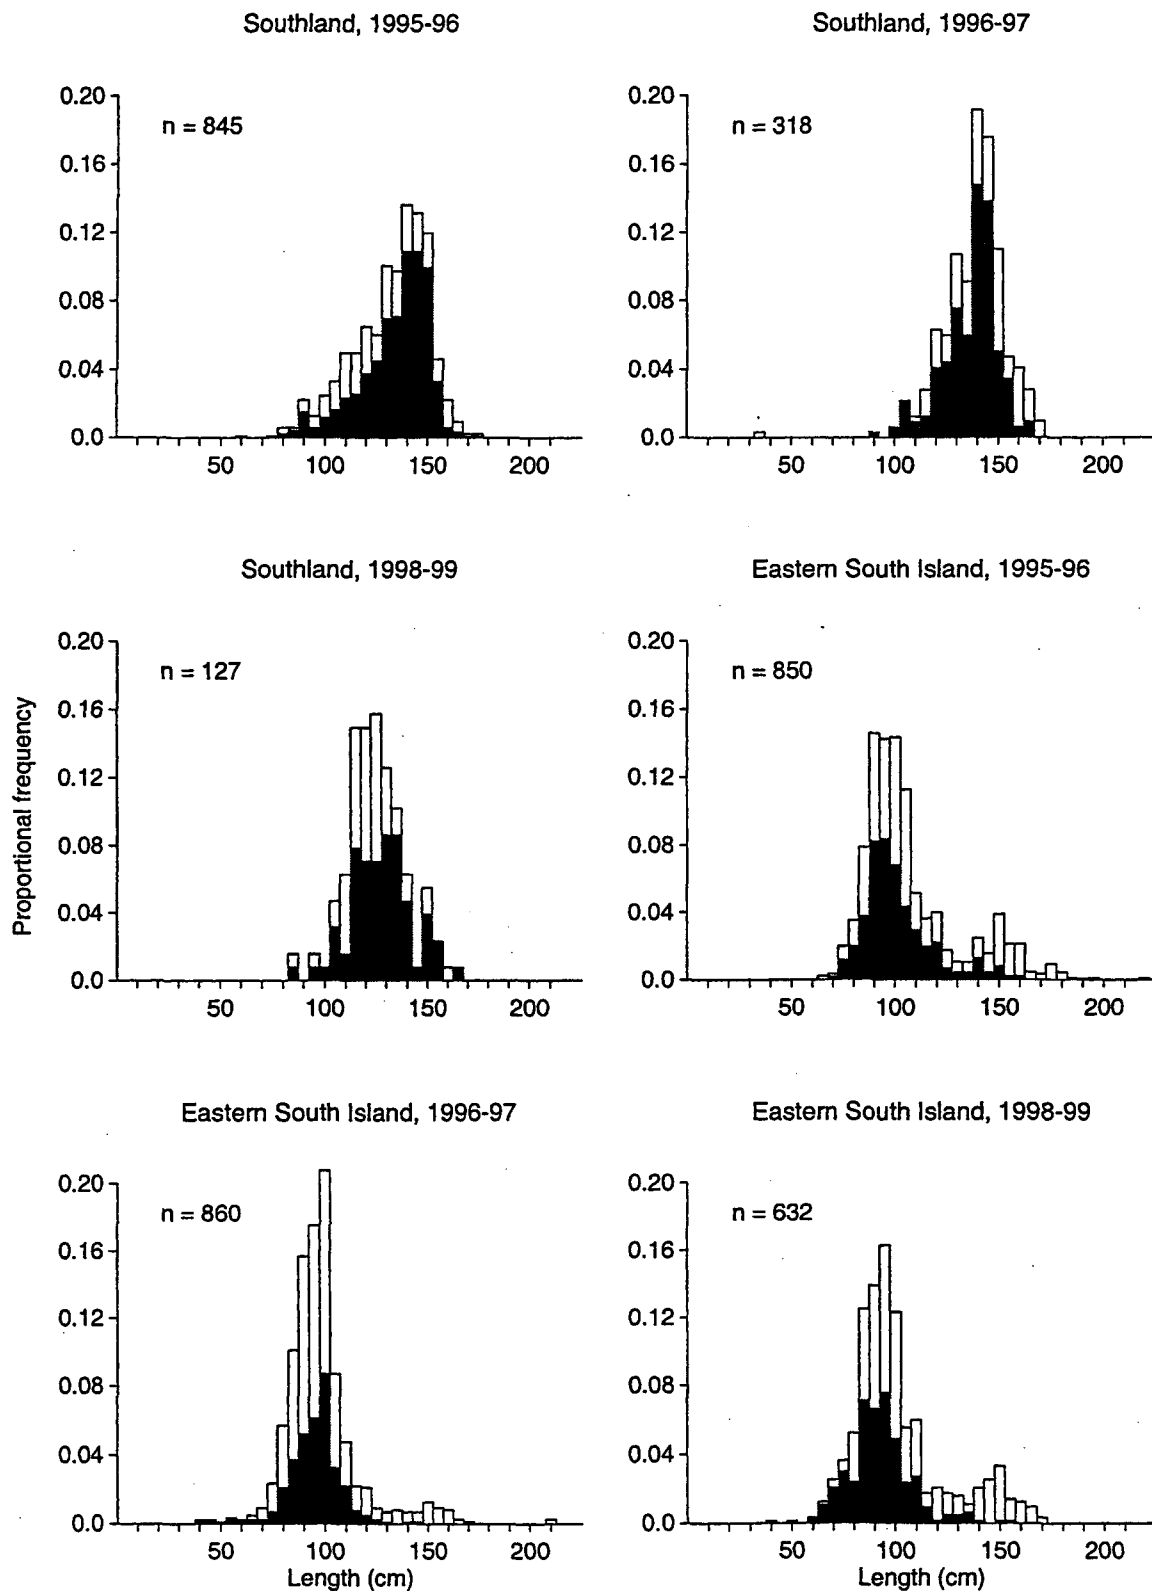 Southland, 1995-96
Southland, 1996-97
0.20
0.16
0.12
0.08
0.04
0.0
n = 845
50 100 150 200
0.20
0.16
0.12
0.08
0.04
0.0
n = 318
50 100 150 200
Southland, 1998-99
Eastern South Island, 1995-96
Proportional frequency
0.20
0.16
0.12
0.08
0.04
0.0
n = 127
50 100 150 200
0.20
0.16
0.12
0.08
0.04
0.0
n = 850
50 100 150 200
Eastern South Island, 1996-97
Eastern South Island, 1998-99
0.20
0.16
0.12
0.08
0.04
0.0
n = 860
50 100 150 200
Length (cm)
0.20
0.16
0.12
0.08
0.04
0.0
n = 632
50 100 150 200
Length (cm)